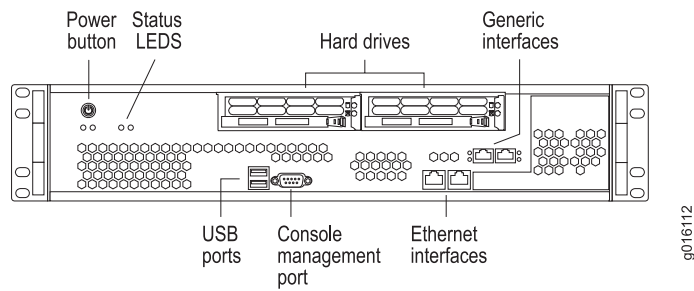 Power
button
Status
LEDS
Hard drives
Generic
interfaces
USB
ports
Console
management
port
Ethernet
interfaces
g016112